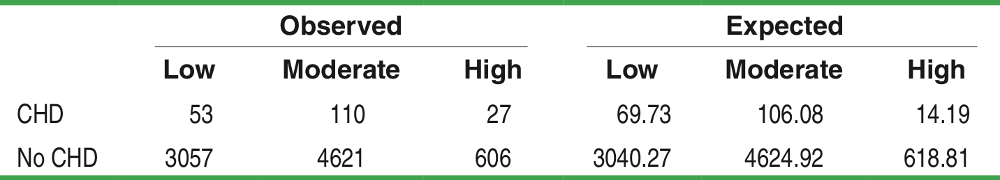 Observed Expected
Low Moderate High Low Moderate High
CHD 53 110 27 69.73 106.08 14.19
No CHD 3057 4621 606 3040.27 4624.92 618.81